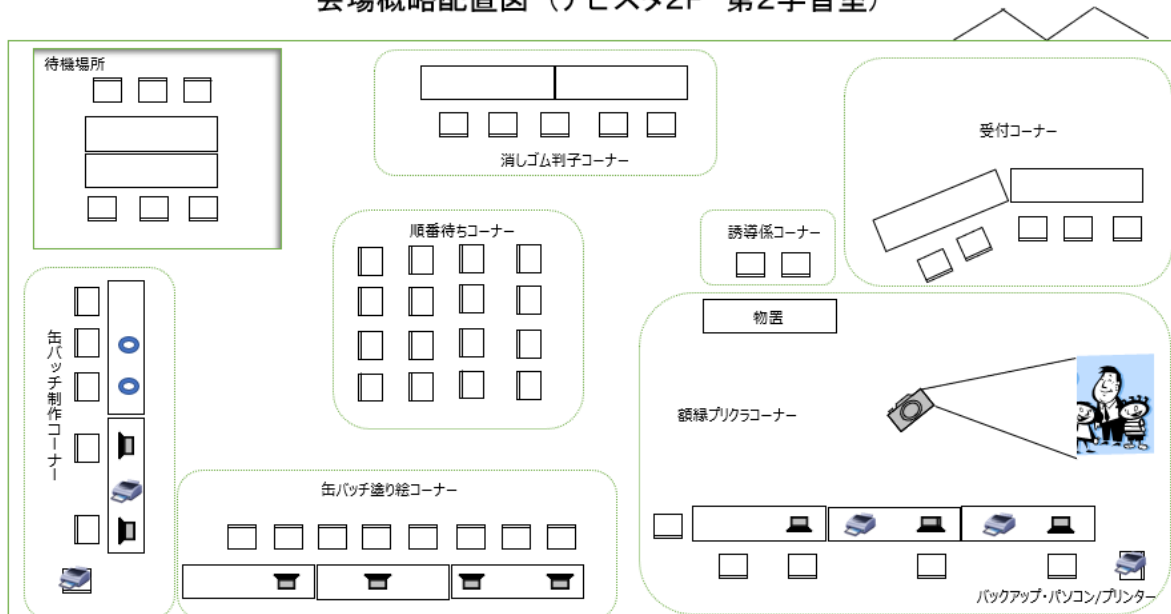 会場概略配置図（アビスタ2F　第2学習室）
待機場所
消しゴム判子コーナー
受付コーナー
順番待ちコーナー
誘導係コーナー
物置
缶バッチ制作コーナー
額縁プリクラコーナー
缶バッチ塗り絵コーナー
バックアップ・パソコン/プリンター